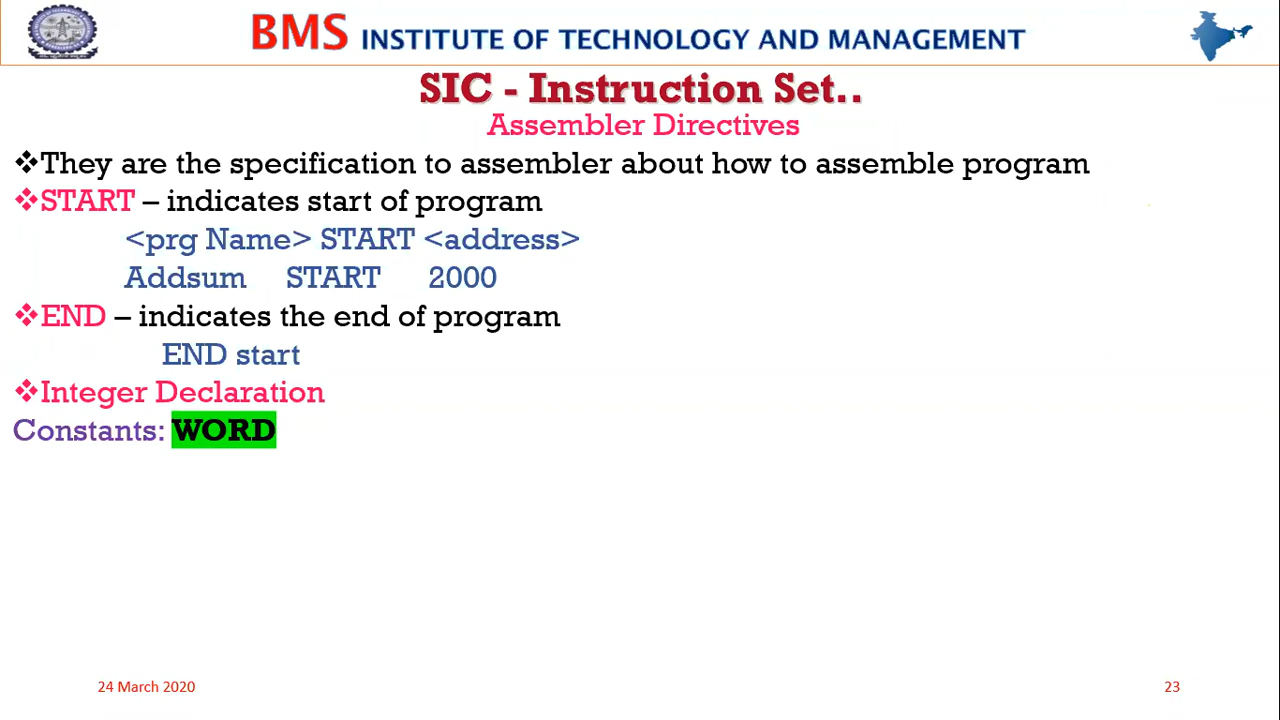 BMS INSTITUTE OF TECHNOLOGY AND MANAGEMENT
SIC - Instruction Set..
Assembler Directives
❖They are the specification to assembler about how to assemble program
❖START – indicates start of program
<prg Name> START <address>
Addsum START 2000
❖END – indicates the end of program
END start
❖Integer Declaration
Constants: WORD
24 March 2020
23